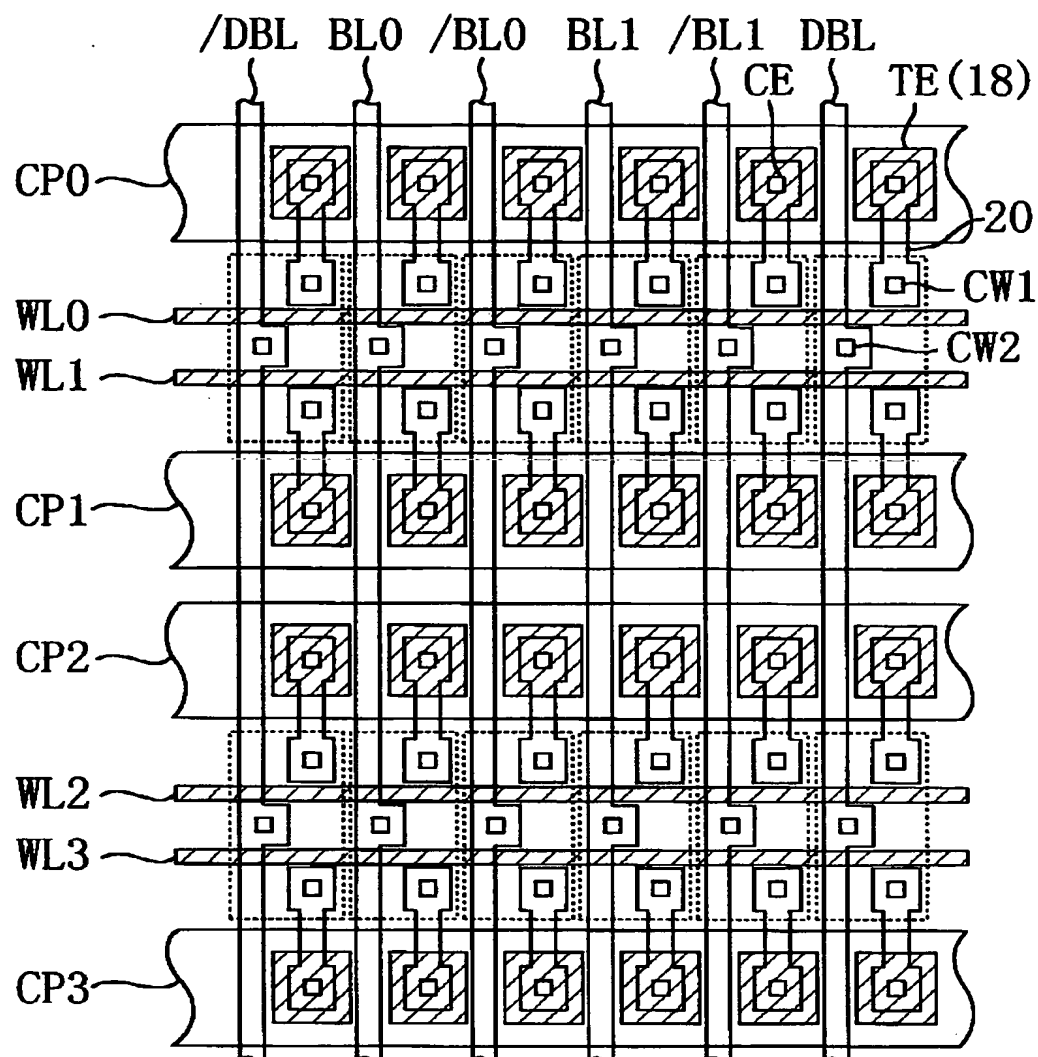 /DBL BL0 /BL0 BL1 /BL1 DBL
CE TE(18)
CP0
20
CW1
WL0
CW2
WL1
CP1
CP2
WL2
WL3
CP3